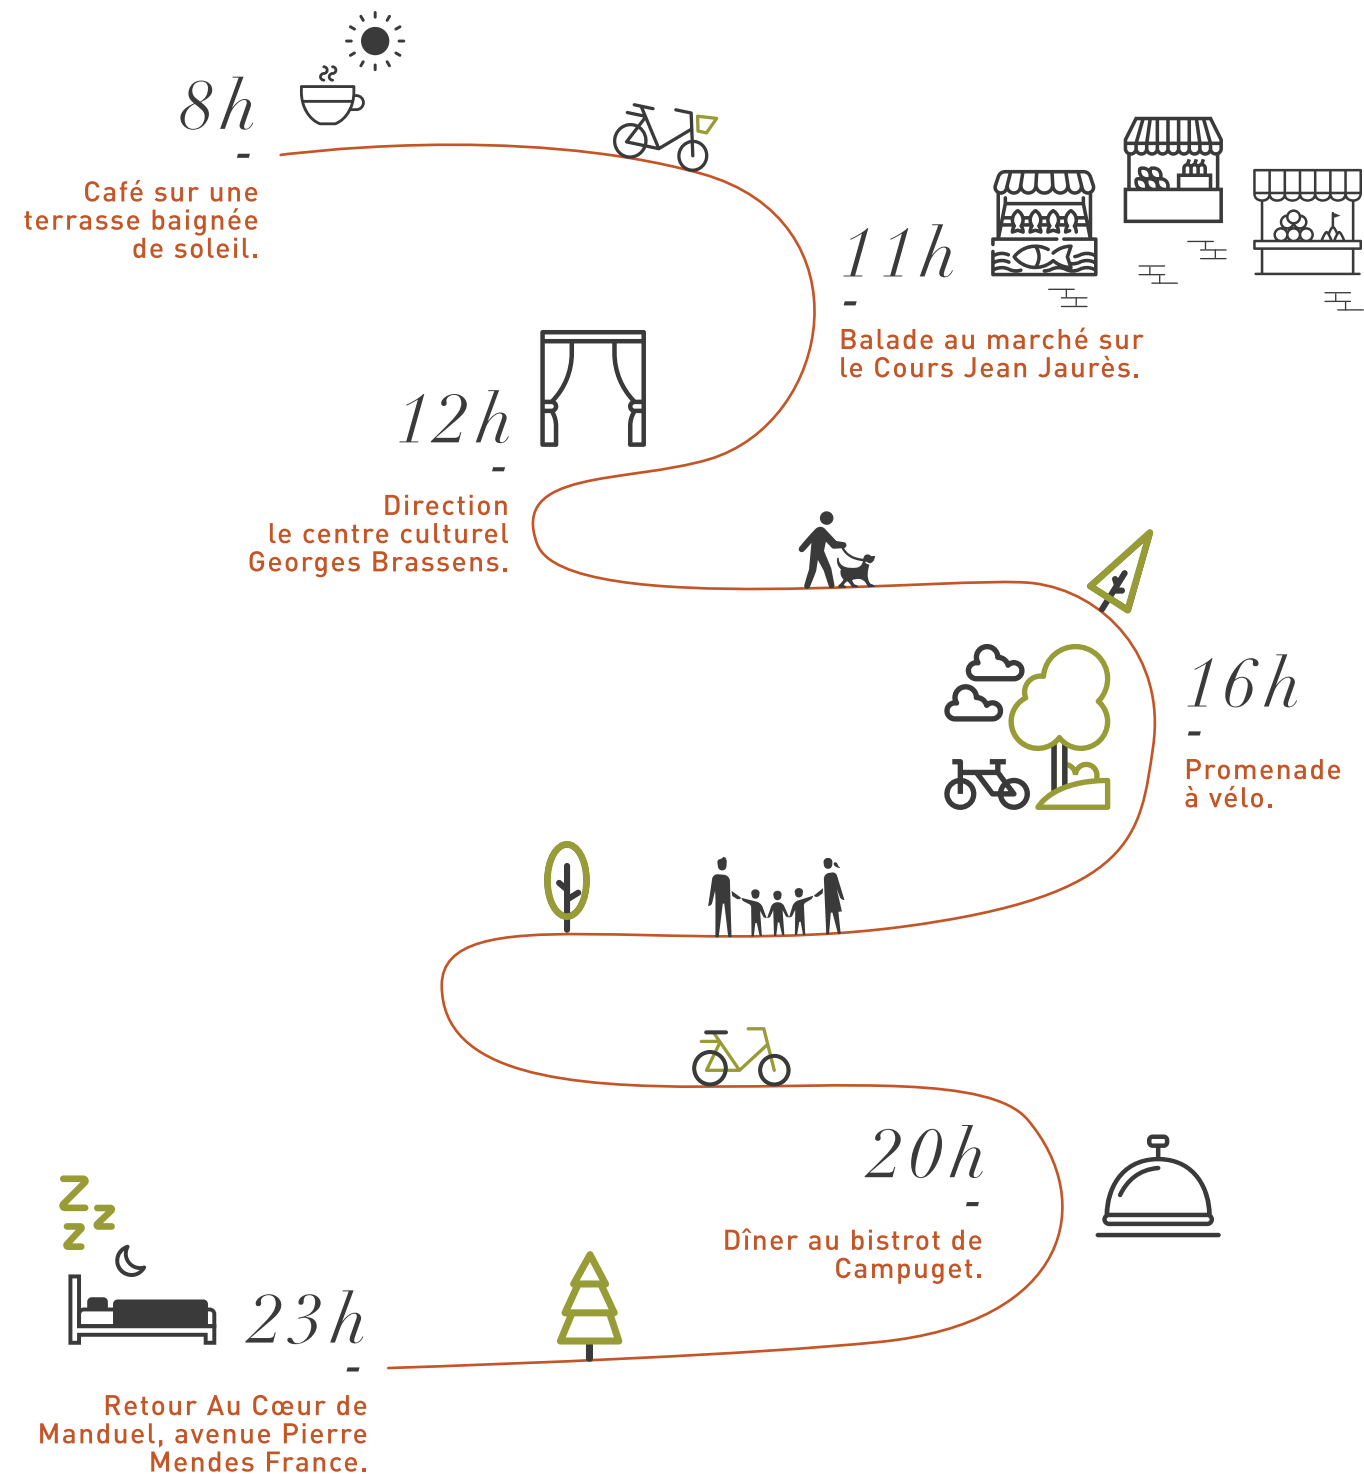 8h
-
Café sur une
terrasse baignée
de soleil.
11h
-
Balade au marché sur
le Cours Jean Jaurès.
12h
-
Direction
le centre culturel
Georges Brassens.
16h
-
Promenade
à vélo.
20h
-
Dîner au bistrot de
Campuget.
Z
Z
Z
23h
-
Retour Au Cœur de
Manduel, avenue Pierre
Mendes France.